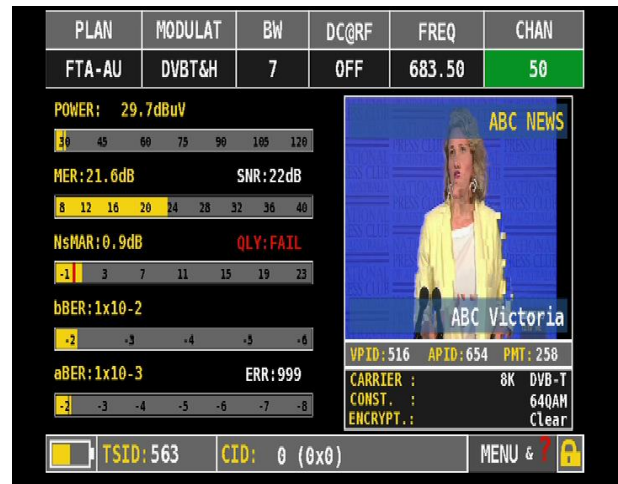 PLAN MODULAT BW DC@RF FREQ CHAN
FTA-AU DVBT&H 7 OFF 683.50 50
POWER: 29.7dBuV
30 45 60 75 90 105 120
MER:21.6dB SNR:22dB
8 12 16 20 24 28 32 36 40
NsMAR:0.9dB QLY:FAIL
-1 3 7 11 15 19 23
bBER:1x10-2
-2 -3 -4 -5 -6
aBER:1x10-3 ERR:999
-2 -3 -4 -5 -6 -7 -8
ABC NEWS
ABC Victoria
VPID:516 APID:654 PMT:258
CARRIER : 8K DVB-T
CONST. : 64QAM
ENCRYPT.: Clear
TSID:563 CID: 0 (0x0) MENU & ?